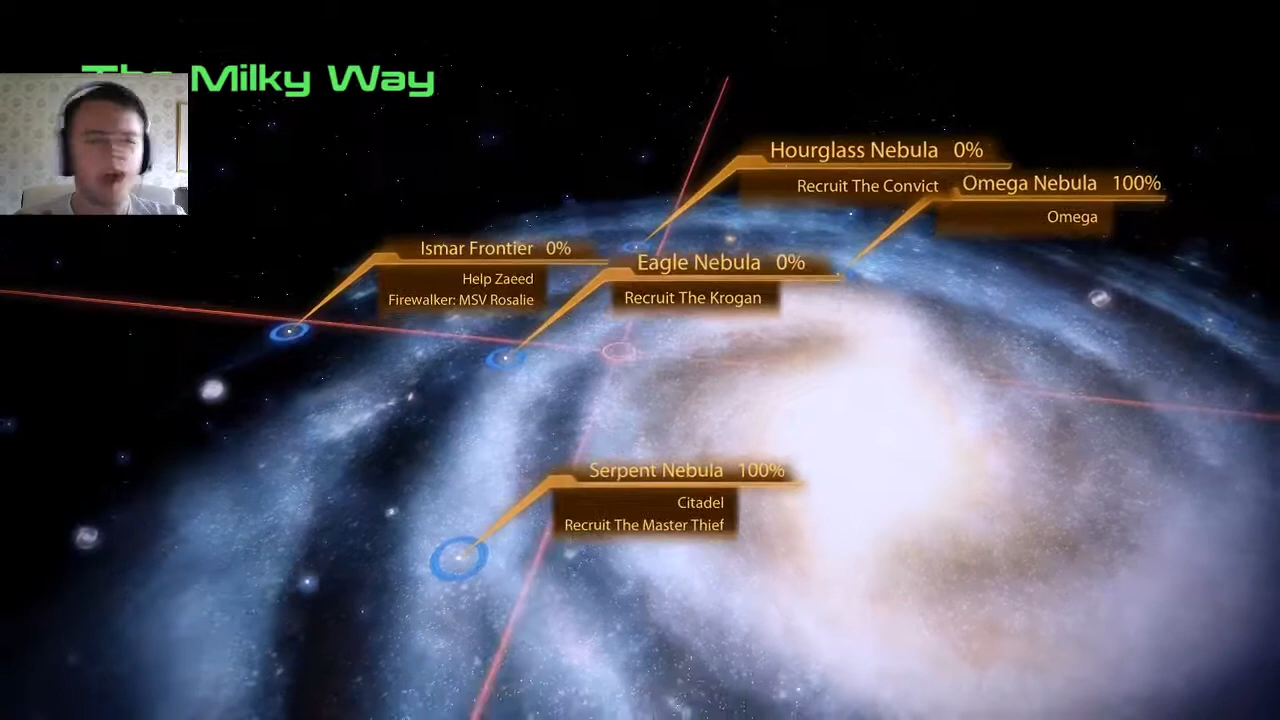 The Milky Way
Hourglass Nebula 0%
Recruit The Convict
Omega Nebula 100%
Omega
Ismar Frontier 0%
Help Zaeed
Firewalker: MSV Rosalie
Eagle Nebula 0%
Recruit The Krogan
Serpent Nebula 100%
Citadel
Recruit The Master Thief